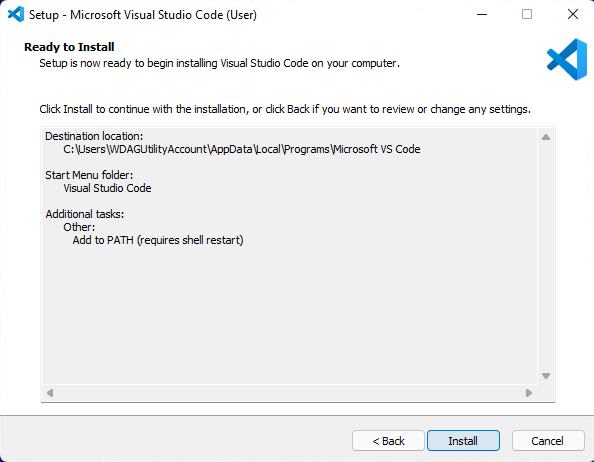 Setup - Microsoft Visual Studio Code (User)
Ready to Install
Setup is now ready to begin installing Visual Studio Code on your computer.
Click Install to continue with the installation, or click Back if you want to review or change any settings.
Destination location:
C:\Users\WDAGUtilityAccount\AppData\Local\Programs\Microsoft VS Code
Start Menu folder:
Visual Studio Code
Additional tasks:
Other:
Add to PATH (requires shell restart)
< Back
Install
Cancel